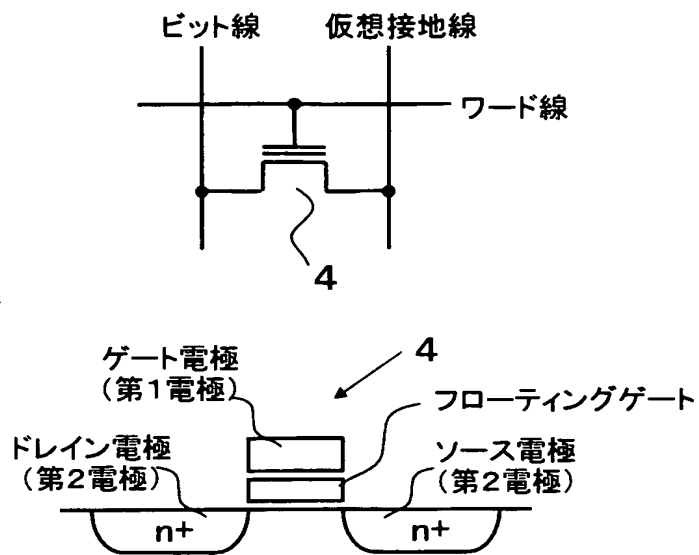 ビット線
仮想接地線
ワード線
4
4
ゲート電極
(第1電極)
フローティングゲート
ドレイン電極
(第2電極)
ソース電極
(第2電極)
n+
n+